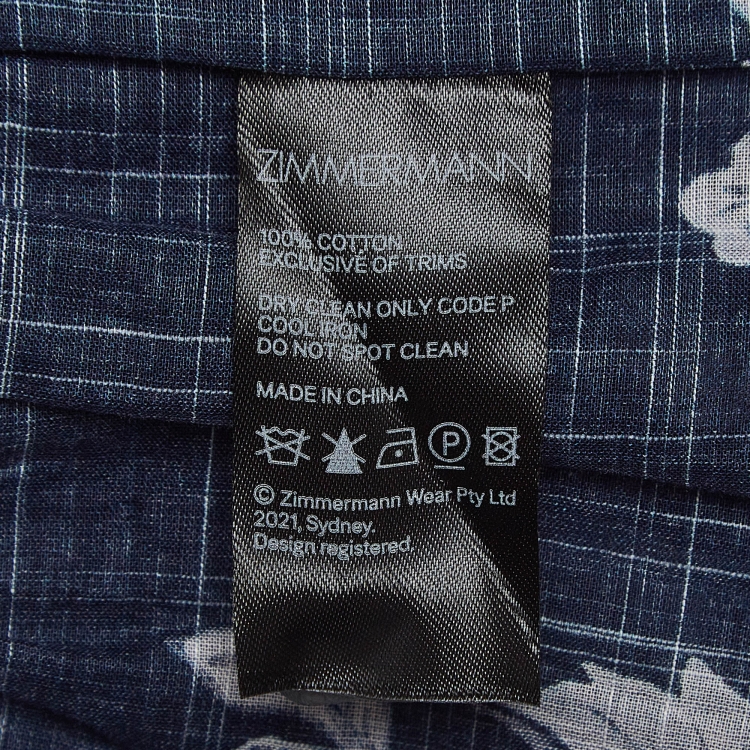 ZIMMERMANN
100% COTTON
EXCLUSIVE OF TRIMS
DRY CLEAN ONLY CODE P
COOL IRON
DO NOT SPOT CLEAN
MADE IN CHINA
P
© Zimmermann Wear Pty Ltd
2021, Sydney.
Design registered.